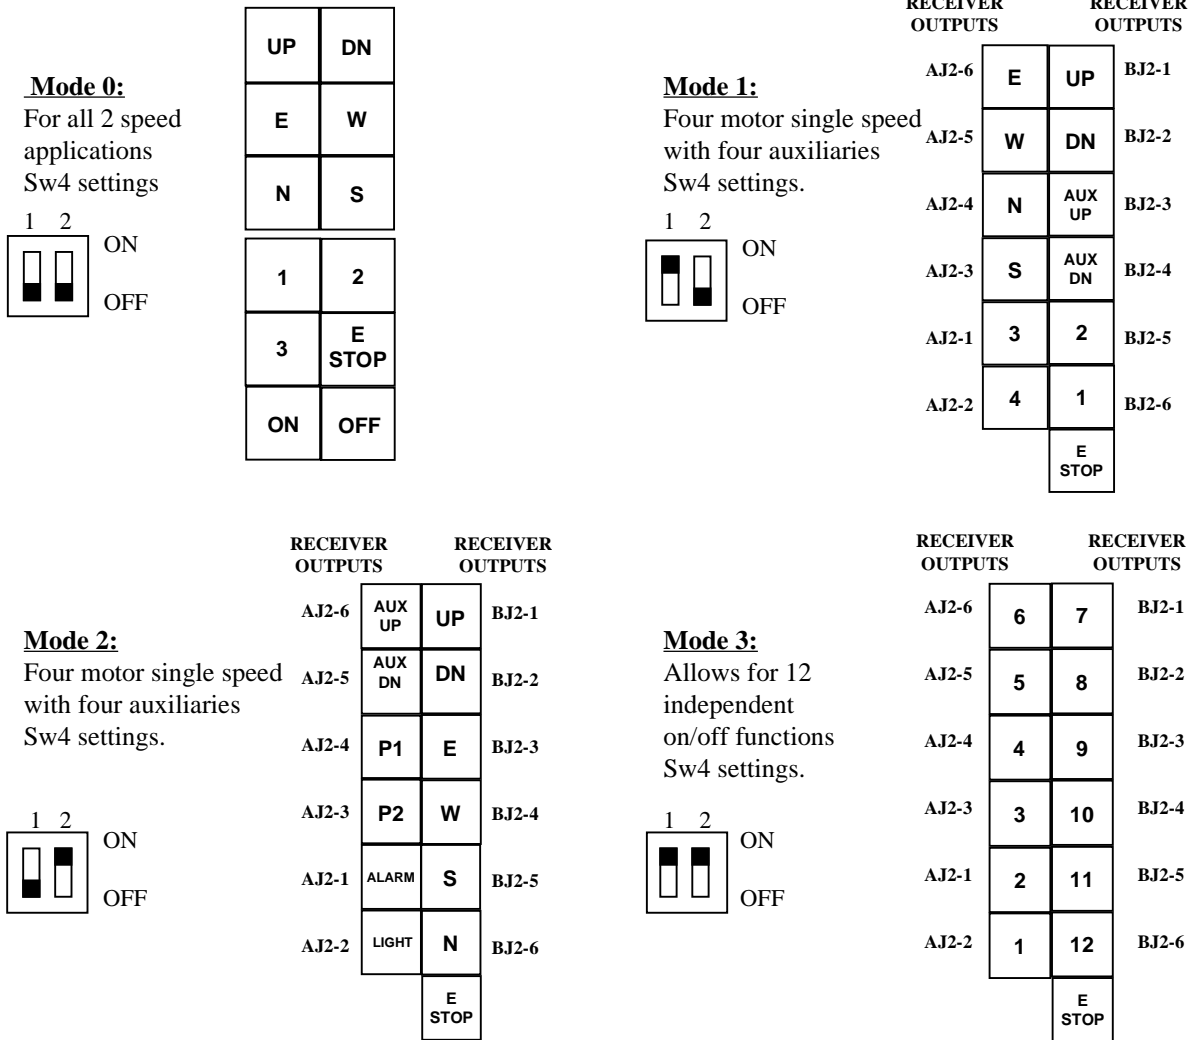 UP DN
E W
N S
1 2
3 E STOP
ON OFF
Mode 0:
For all 2 speed
applications
Sw4 settings
1 2
ON
OFF
RECEIVER RECEIVER
OUTPUTS OUTPUTS
Mode 1:
Four motor single speed
with four auxiliaries
Sw4 settings.
1 2
ON
OFF
AJ2-6 E UP BJ2-1
AJ2-5 W DN BJ2-2
AJ2-4 N AUX UP BJ2-3
AJ2-3 S AUX DN BJ2-4
AJ2-1 3 2 BJ2-5
AJ2-2 4 1 BJ2-6
E
STOP
RECEIVER RECEIVER
OUTPUTS OUTPUTS
Mode 2:
Four motor single speed
with four auxiliaries
Sw4 settings.
1 2
ON
OFF
AJ2-6 AUX UP UP BJ2-1
AJ2-5 AUX DN DN BJ2-2
AJ2-4 P1 E BJ2-3
AJ2-3 P2 W BJ2-4
AJ2-1 ALARM S BJ2-5
AJ2-2 LIGHT N BJ2-6
E
STOP
RECEIVER RECEIVER
OUTPUTS OUTPUTS
Mode 3:
Allows for 12
independent
on/off functions
Sw4 settings.
1 2
ON
OFF
AJ2-6 6 7 BJ2-1
AJ2-5 5 8 BJ2-2
AJ2-4 4 9 BJ2-3
AJ2-3 3 10 BJ2-4
AJ2-1 2 11 BJ2-5
AJ2-2 1 12 BJ2-6
E
STOP